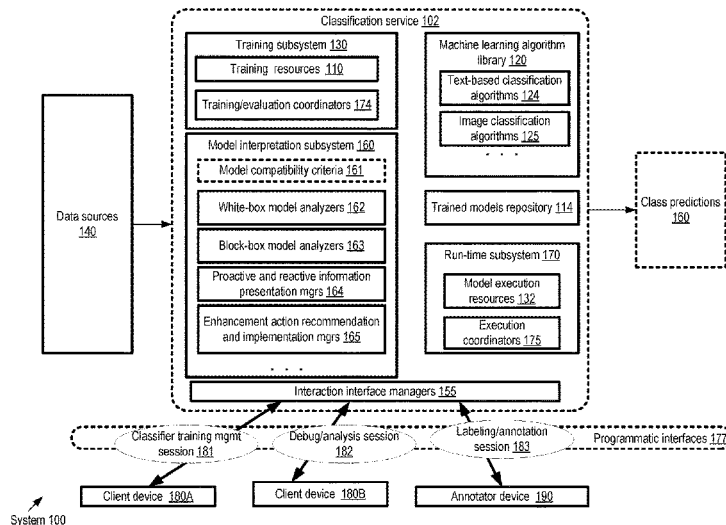 Classification service 102
Training subsystem 130
Training resources 110
Training/evaluation coordinators 174
Machine learning algorithm
library 120
Text-based classification
algorithms 124
Image classification
algorithms 125
. . .
Model interpretation subsystem 160
Model compatibility criteria 161
White-box model analyzers 162
Block-box model analyzers 163
Proactive and reactive information
presentation mgrs 164
Enhancement action recommendation
and implementation mgrs 165
. . .
Data sources
140
Trained models repository 114
Class predictions
160
Run-time subsystem 170
Model execution
resources 132
Execution
coordinators 175
Interaction interface managers 155
Classifier training mgmt
session 181
Debug/analysis session
182
Labeling/annotation
session 183
Programmatic interfaces 177
Client device 180A
Client device 180B
Annotator device 190
System 100